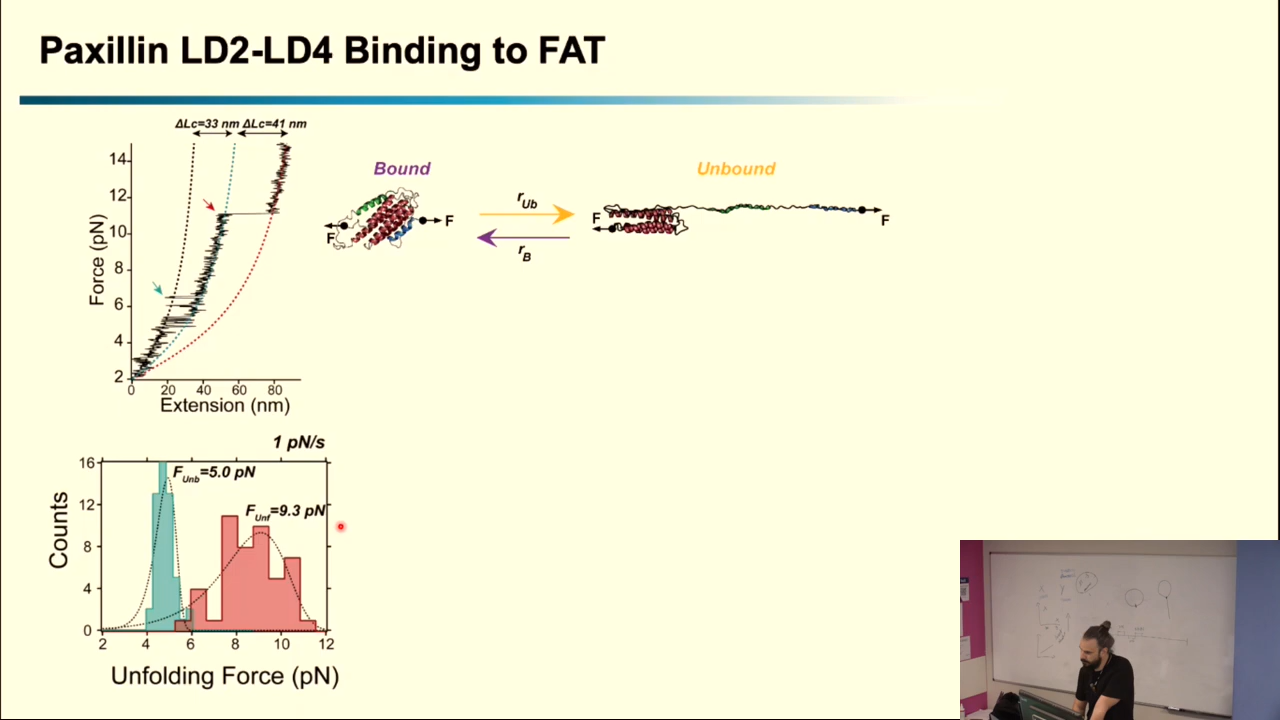 Paxillin LD2-LD4 Binding to FAT
ΔLc=33 nm ΔLc=41 nm
14
12
10
8
6
4
2
Force (pN)
0 20 40 60 80
Extension (nm)
Bound
F
F
r_Ub
r_B
Unbound
F
F
1 pN/s
16
12
8
4
0
Counts
F_Unb=5.0 pN
F_Unf=9.3 pN
2 4 6 8 10 12
Unfolding Force (pN)